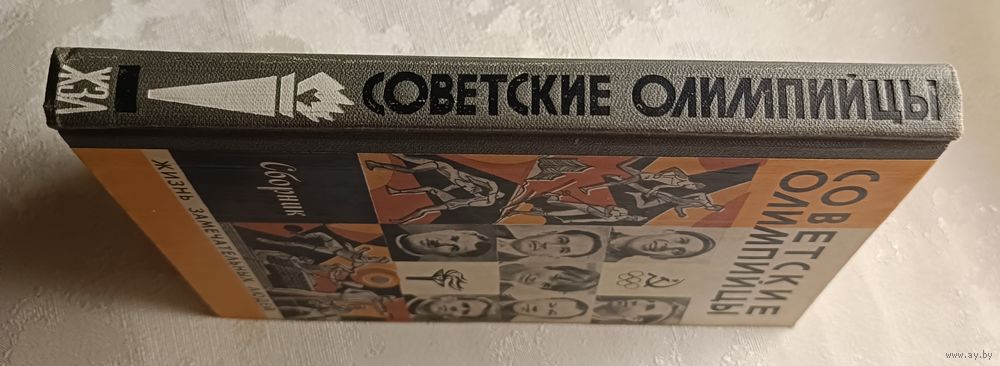 ЖЗЛ
СОВЕТСКИЕ ОЛИМПИЙЦЫ
СОВЕТСКИЕ
ОЛИМПИЙЦЫ
Сборник
ЖИЗНЬ ЗАМЕЧАТЕЛЬНЫХ ЛЮДЕЙ
www.ay.by